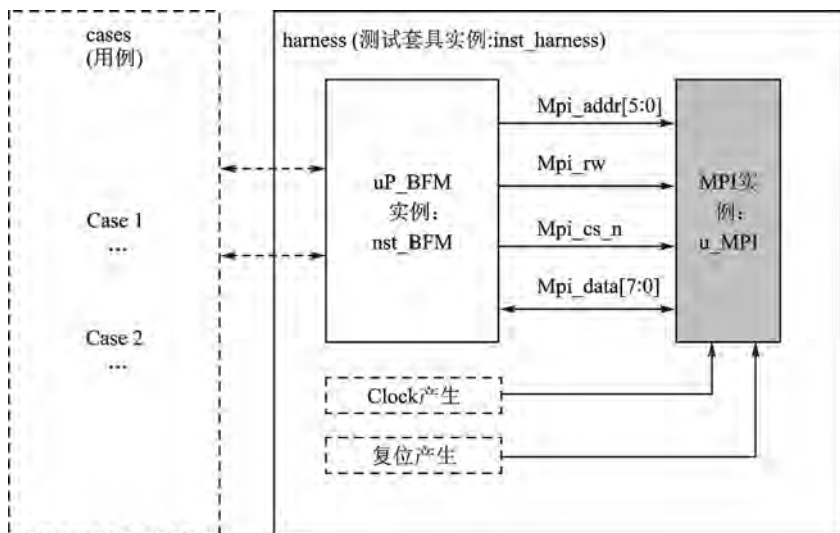 cases
(用例)
Case 1
...
Case 2
...
harness (测试套具实例:inst_harness)
uP_BFM
实例:
nst_BFM
Mpi_addr[5:0]
Mpi_rw
Mpi_cs_n
Mpi_data[7:0]
MPI实
例:
u_MPI
Clock产生
复位产生